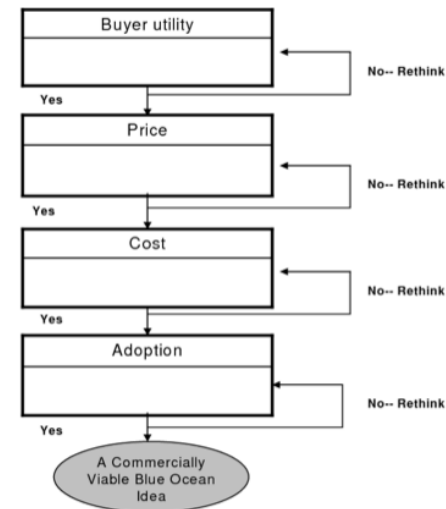 Buyer utility
No-- Rethink
Yes
Price
No-- Rethink
Yes
Cost
No-- Rethink
Yes
Adoption
No-- Rethink
Yes
A Commercially
Viable Blue Ocean
Idea